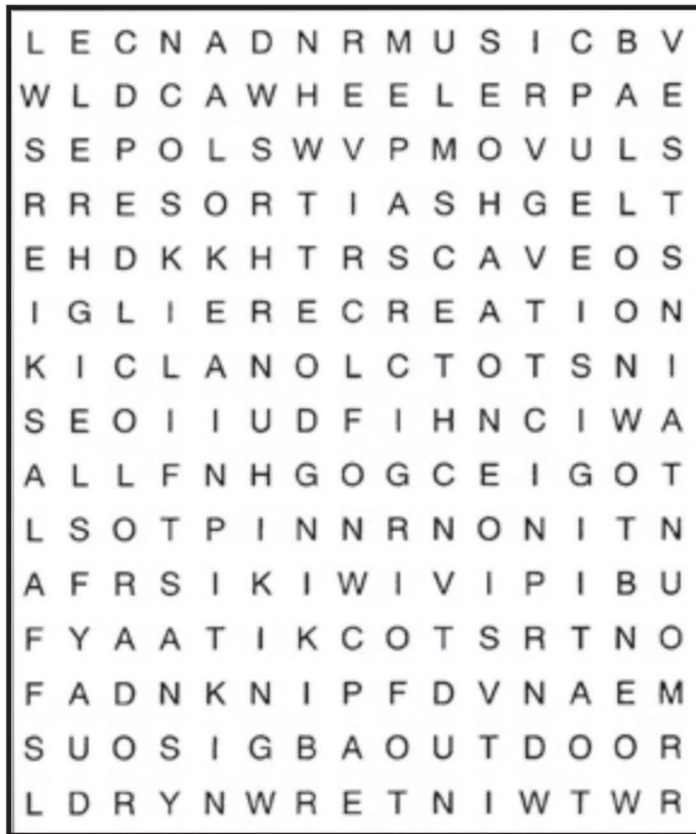 L E C N A D N R M U S I C B V
W L D C A W H E E L E R P A E
S E P O L S W V P M O V U L S
R R E S O R T I A S H G E L T
E H D K K H T R S C A V E O S
I G L I E R E C R E A T I O N
K I C L A N O L C T O T S N I
S E O I I U D F I H N C I W A
A L L F N H G O G C E I G O T
L S O T P I N N R N O N I T N
A F R S I K I W I V I P I B U
F Y A A T I K C O T S R T N O
F A D N K N I P F D V N A E M
S U O S I G B A O U T D O O R
L D R Y N W R E T N I W T W R